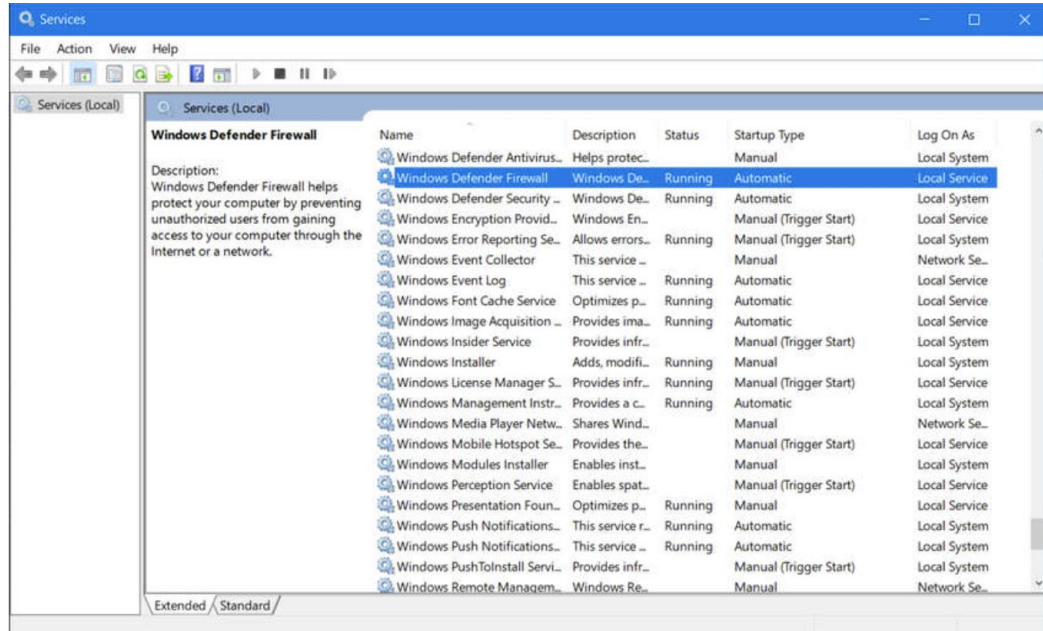 Services
File Action View Help
Services (Local)
Services (Local)
Windows Defender Firewall
Description:
Windows Defender Firewall helps
protect your computer by preventing
unauthorized users from gaining
access to your computer through the
Internet or a network.
Name Description Status Startup Type Log On As
Windows Defender Antivirus... Helps protec... Manual Local System
Windows Defender Firewall Windows De... Running Automatic Local Service
Windows Defender Security ... Windows De... Running Automatic Local System
Windows Encryption Provid... Windows En... Manual (Trigger Start) Local Service
Windows Error Reporting Se... Allows errors... Running Manual (Trigger Start) Local System
Windows Event Collector This service ... Manual Network Se...
Windows Event Log This service ... Running Automatic Local Service
Windows Font Cache Service Optimizes p... Running Automatic Local Service
Windows Image Acquisition ... Provides ima... Running Automatic Local Service
Windows Insider Service Provides infr... Manual (Trigger Start) Local System
Windows Installer Adds, modifi... Running Manual Local System
Windows License Manager S... Provides infr... Running Manual (Trigger Start) Local Service
Windows Management Instr... Provides a c... Running Automatic Local System
Windows Media Player Netw... Shares Wind... Manual Network Se...
Windows Mobile Hotspot Se... Provides the... Manual (Trigger Start) Local Service
Windows Modules Installer Enables inst... Manual Local System
Windows Perception Service Enables spat... Manual (Trigger Start) Local Service
Windows Presentation Foun... Optimizes p... Running Manual Local Service
Windows Push Notifications... This service r... Running Automatic Local System
Windows Push Notifications... This service ... Running Automatic Local System
Windows PushToInstall Servi... Provides infr... Manual (Trigger Start) Local System
Windows Remote Managem... Windows Re... Manual Network Se...
Extended Standard